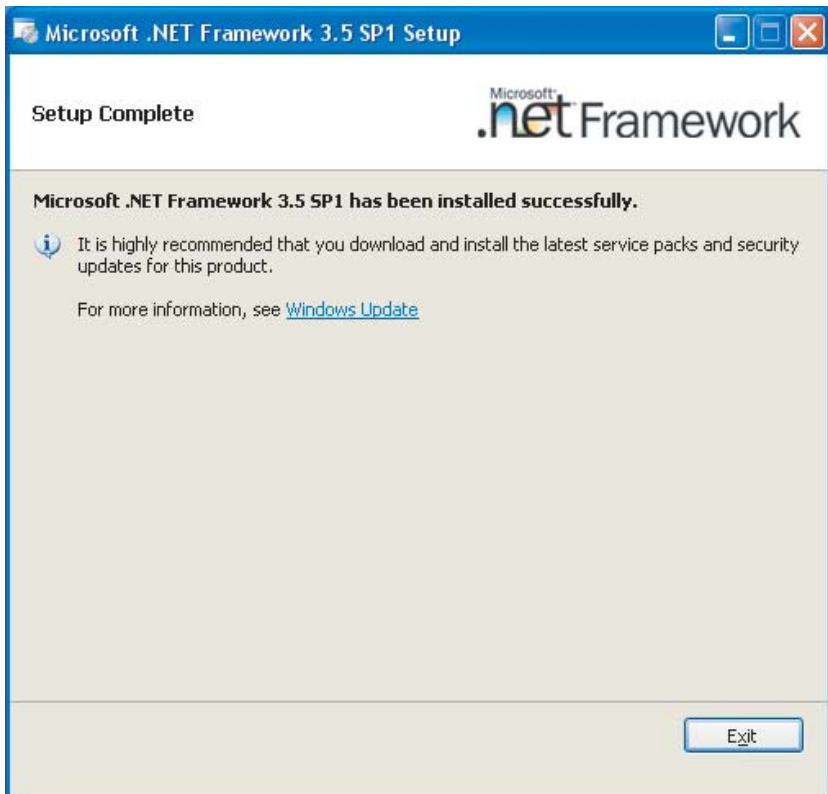 Microsoft .NET Framework 3.5 SP1 Setup
Setup Complete
Microsoft
.net Framework
Microsoft .NET Framework 3.5 SP1 has been installed successfully.
It is highly recommended that you download and install the latest service packs and security
updates for this product.
For more information, see Windows Update
Exit